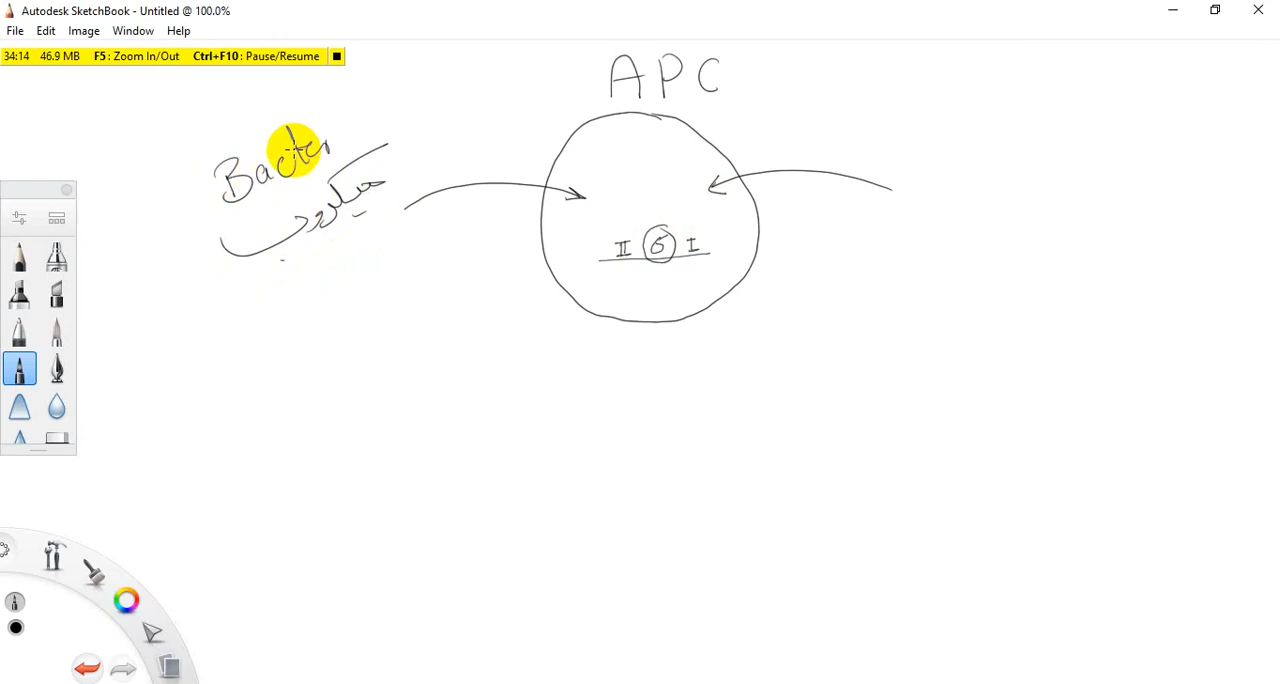 Autodesk SketchBook - Untitled @ 100.0%
File Edit Image Window Help
34:14 46.9 MB F5: Zoom In/Out Ctrl+F10: Pause/Resume
APC
Bacter
میکروب
II 6 I